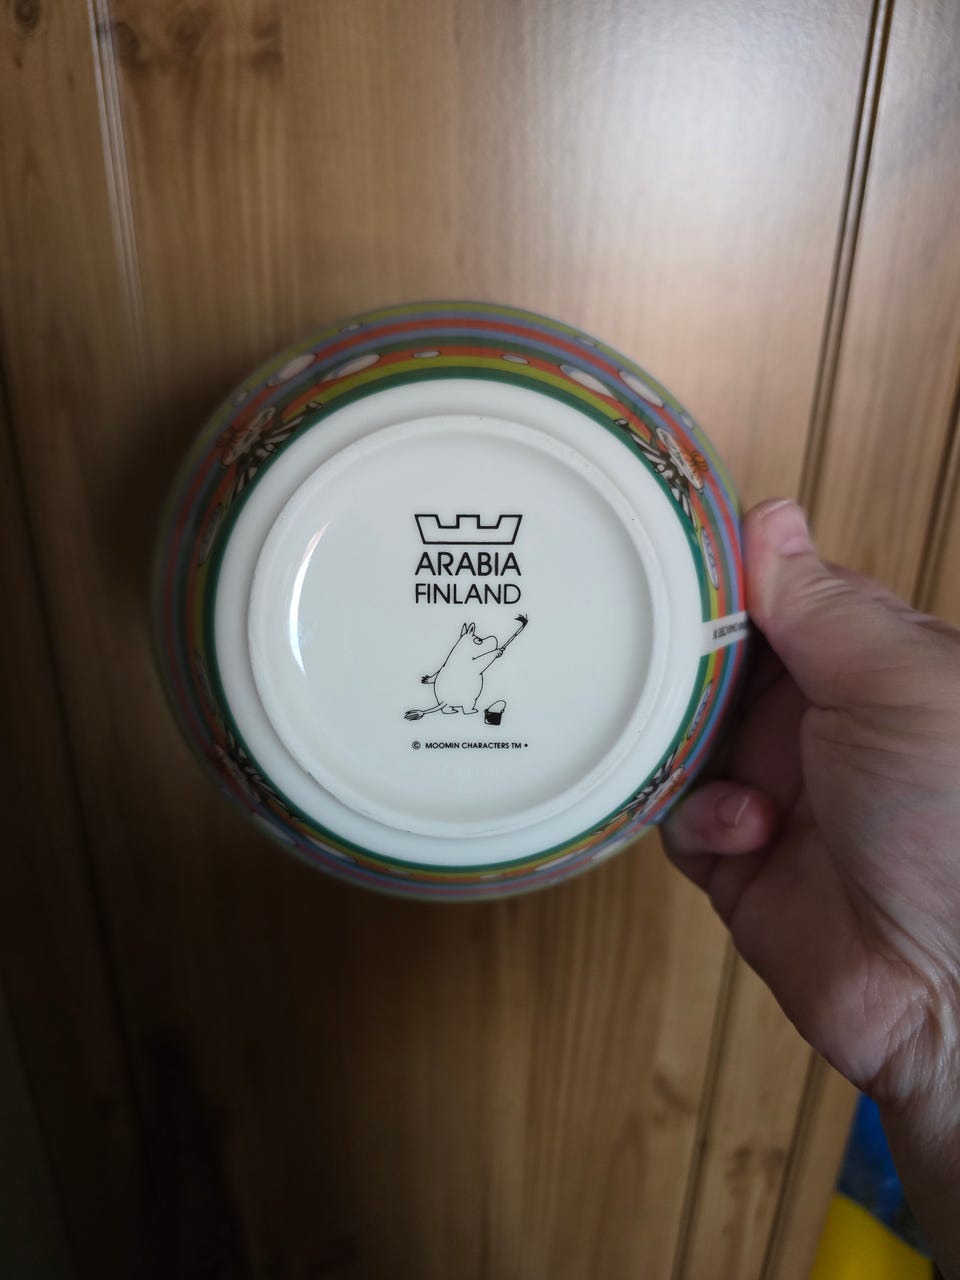 ARABIA
FINLAND
© MOOMIN CHARACTERS TM •